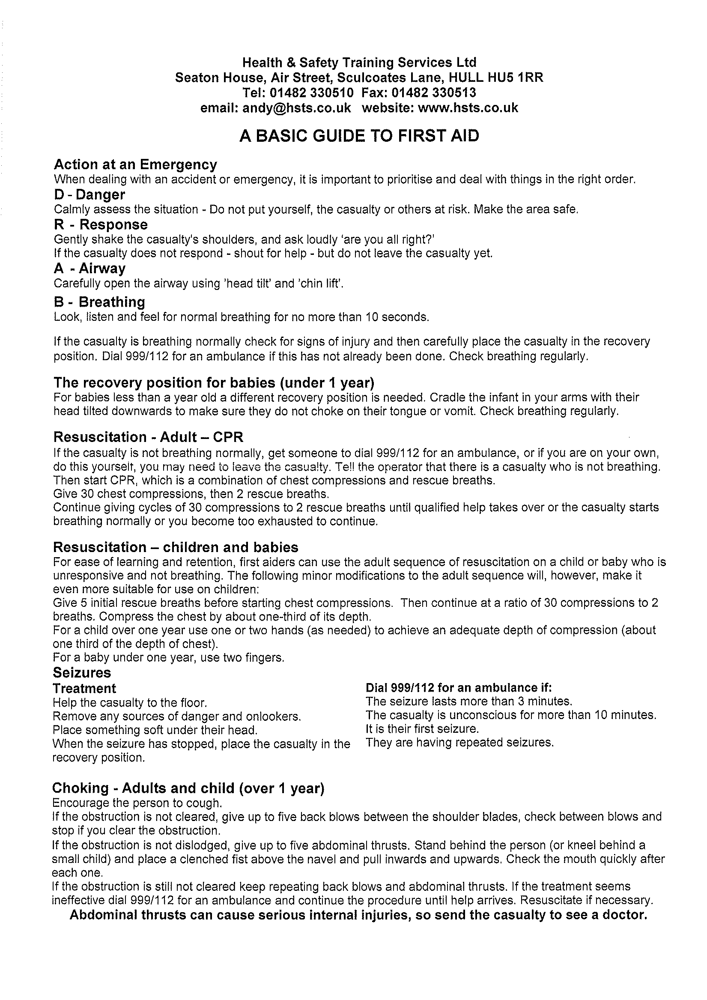 Health & Safety Training Services Ltd
Seaton House, Air Street, Sculcoates Lane, HULL HU5 1RR
Tel: 01482 330510 Fax: 01482 330513
email: andy@hsts.co.uk website: www.hsts.co.uk
A BASIC GUIDE TO FIRST AID
Action at an Emergency
When dealing with an accident or emergency, it is important to prioritise and deal with things in the right order.
D - Danger
Calmly assess the situation - Do not put yourself, the casualty or others at risk. Make the area safe.
R - Response
Gently shake the casualty's shoulders, and ask loudly 'are you all right?'
If the casualty does not respond - shout for help - but do not leave the casualty yet.
A - Airway
Carefully open the airway using 'head tilt' and 'chin lift'.
B - Breathing
Look, listen and feel for normal breathing for no more than 10 seconds.
If the casualty is breathing normally check for signs of injury and then carefully place the casualty in the recovery
position. Dial 999/112 for an ambulance if this has not already been done. Check breathing regularly.
The recovery position for babies (under 1 year)
For babies less than a year old a different recovery position is needed. Cradle the infant in your arms with their
head tilted downwards to make sure they do not choke on their tongue or vomit. Check breathing regularly.
Resuscitation - Adult – CPR
If the casualty is not breathing normally, get someone to dial 999/112 for an ambulance, or if you are on your own,
do this yourself, you may need to leave the casualty. Tell the operator that there is a casualty who is not breathing.
Then start CPR, which is a combination of chest compressions and rescue breaths.
Give 30 chest compressions, then 2 rescue breaths.
Continue giving cycles of 30 compressions to 2 rescue breaths until qualified help takes over or the casualty starts
breathing normally or you become too exhausted to continue.
Resuscitation – children and babies
For ease of learning and retention, first aiders can use the adult sequence of resuscitation on a child or baby who is
unresponsive and not breathing. The following minor modifications to the adult sequence will, however, make it
even more suitable for use on children:
Give 5 initial rescue breaths before starting chest compressions. Then continue at a ratio of 30 compressions to 2
breaths. Compress the chest by about one-third of its depth.
For a child over one year use one or two hands (as needed) to achieve an adequate depth of compression (about
one third of the depth of chest).
For a baby under one year, use two fingers.
Seizures
Treatment
Help the casualty to the floor.
Remove any sources of danger and onlookers.
Place something soft under their head.
When the seizure has stopped, place the casualty in the
recovery position.
Dial 999/112 for an ambulance if:
The seizure lasts more than 3 minutes.
The casualty is unconscious for more than 10 minutes.
It is their first seizure.
They are having repeated seizures.
Choking - Adults and child (over 1 year)
Encourage the person to cough.
If the obstruction is not cleared, give up to five back blows between the shoulder blades, check between blows and
stop if you clear the obstruction.
If the obstruction is not dislodged, give up to five abdominal thrusts. Stand behind the person (or kneel behind a
small child) and place a clenched fist above the navel and pull inwards and upwards. Check the mouth quickly after
each one.
If the obstruction is still not cleared keep repeating back blows and abdominal thrusts. If the treatment seems
ineffective dial 999/112 for an ambulance and continue the procedure until help arrives. Resuscitate if necessary.
Abdominal thrusts can cause serious internal injuries, so send the casualty to see a doctor.